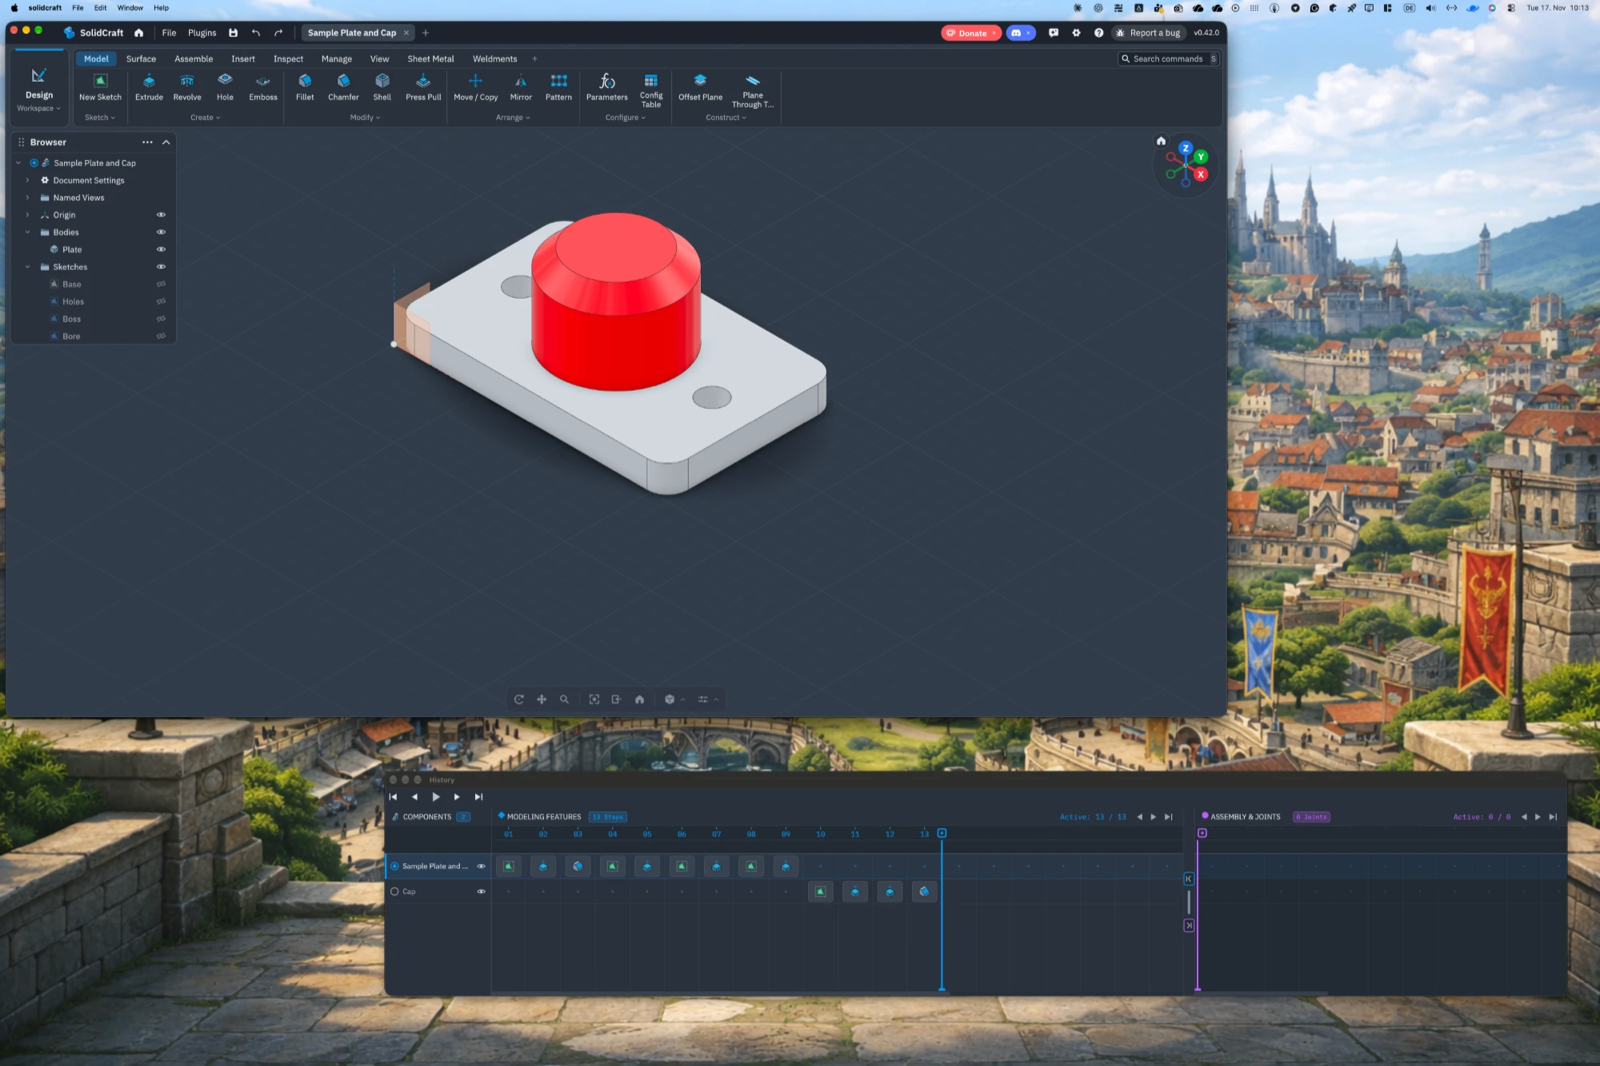 solidcraft File Edit Window Help
Tue 17. Nov 10:13
SolidCraft File Plugins Sample Plate and Cap × +
Donate Report a bug v0.42.0
Model Surface Assemble Insert Inspect Manage View Sheet Metal Weldments +
Search commands S
Design
Workspace
New Sketch Extrude Revolve Hole Emboss Fillet Chamfer Shell Press Pull Move / Copy Mirror Pattern Parameters Config Table Offset Plane Plane Through T...
Sketch Create Modify Arrange Configure Construct
Browser
Sample Plate and Cap
Document Settings
Named Views
Origin
Bodies
Plate
Sketches
Base
Holes
Boss
Bore
Z
Y
X
History
COMPONENTS 2 MODELING FEATURES 13 Steps Active: 13 / 13 ASSEMBLY & JOINTS 0 Joints Active: 0 / 0
01 02 03 04 05 06 07 08 09 10 11 12 13
Sample Plate and ...
Cap